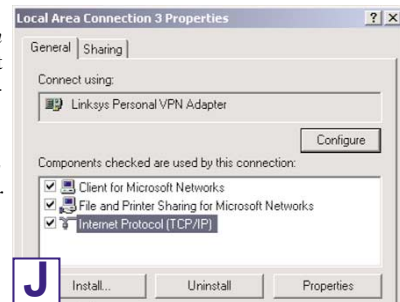 Local Area Connection 3 Properties
? X
General Sharing
Connect using:
Linksys Personal VPN Adapter
Configure
Components checked are used by this connection:
Client for Microsoft Networks
File and Printer Sharing for Microsoft Networks
Internet Protocol (TCP/IP)
J
Install... Uninstall Properties